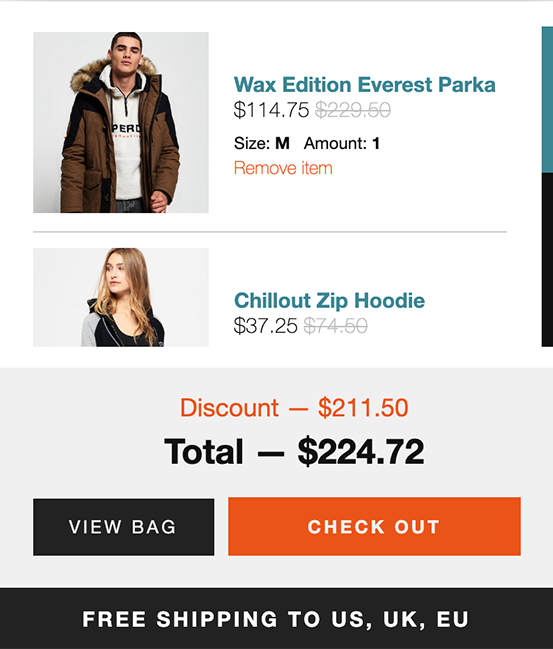 PERD
Wax Edition Everest Parka
$114.75 $229.50
Size: M Amount: 1
Remove item
Chillout Zip Hoodie
$37.25 $74.50
Discount — $211.50
Total — $224.72
VIEW BAG
CHECK OUT
FREE SHIPPING TO US, UK, EU